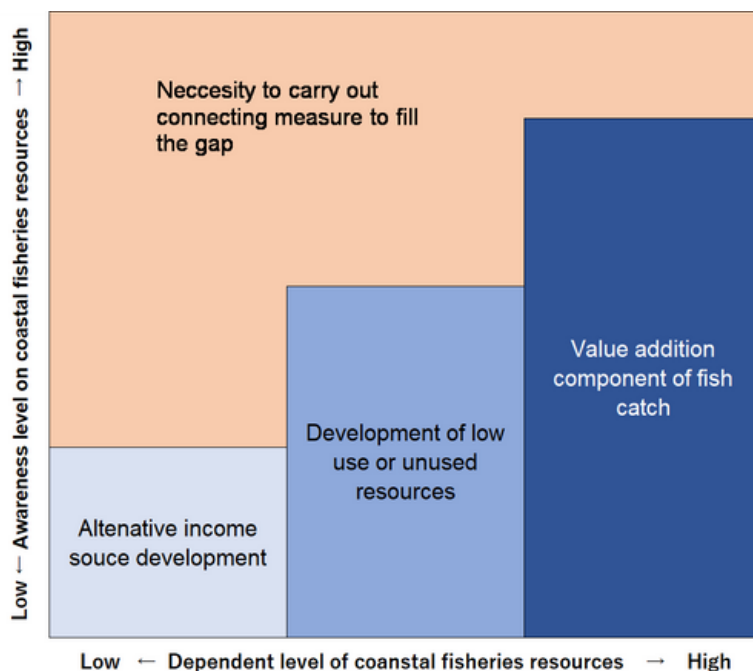 Low ← Awareness level on coastal fisheries resources → High
Neccesity to carry out
connecting measure to fill
the gap
Value addition
component of fish
catch
Development of low
use or unused
resources
Altenative income
souce development
Low ← Dependent level of coanstal fisheries resources → High